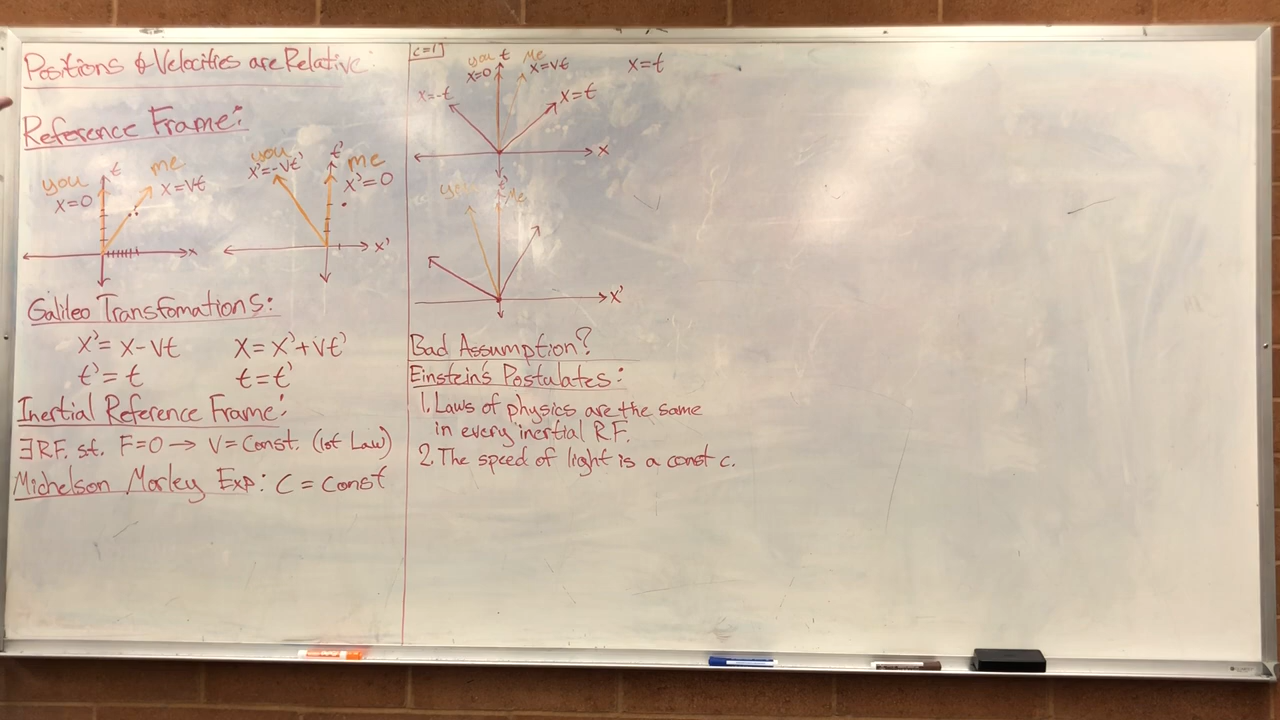 Positions & Velocities are Relative:
Reference Frame:
you
x=0
t
me
x=vt
x
you
x'=-vt'
t'
me
x'=0
x'
Galileo Transfomations:
x'= x-vt
x= x'+vt'
t'= t
t=t'
Inertial Reference Frame:
∃ R.F. st. F=0 → V=Const. (1st Law)
Michelson Morley Exp: C = Const
c=1
you
x=0
t
Me
x=vt
x=-t
x=t
x
x=t
you
t'
Me
x'
Bad Assumption?
Einstein's Postulates:
1. Laws of physics are the same
in every inertial R.F.
2. The speed of light is a const c.